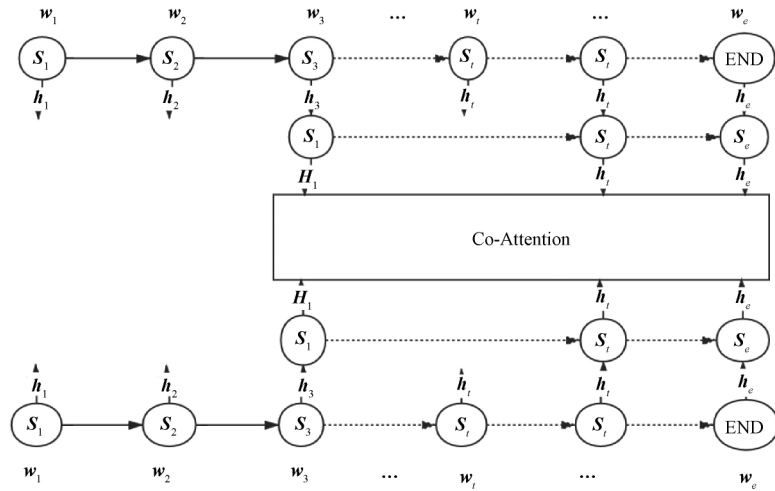 w1 w2 w3 ... wt ... we
S1 S2 S3 St St END
h1 h2 h3 ht ht he
S1 St Se
H1 ht he
Co-Attention
H1 ht he
S1 St Se
h1 h2 h3 ht ht he
S1 S2 S3 St St END
w1 w2 w3 ... wt ... we